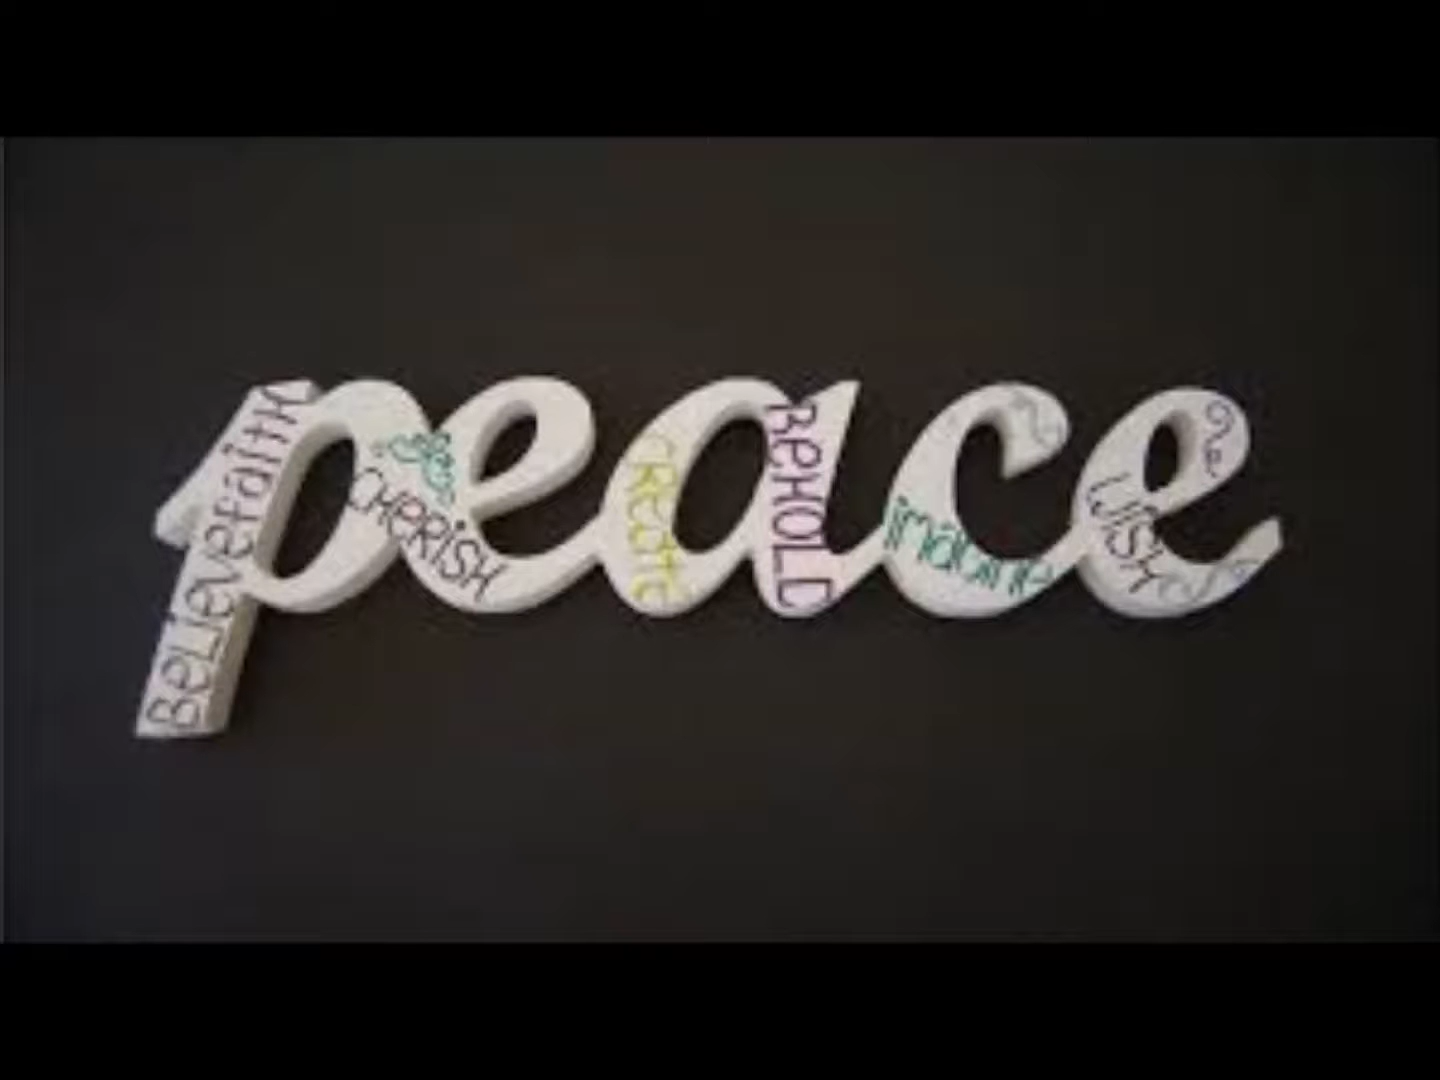 peace
Believe faith
CHERISH
CReate
BeHOLD
imagine
WISH